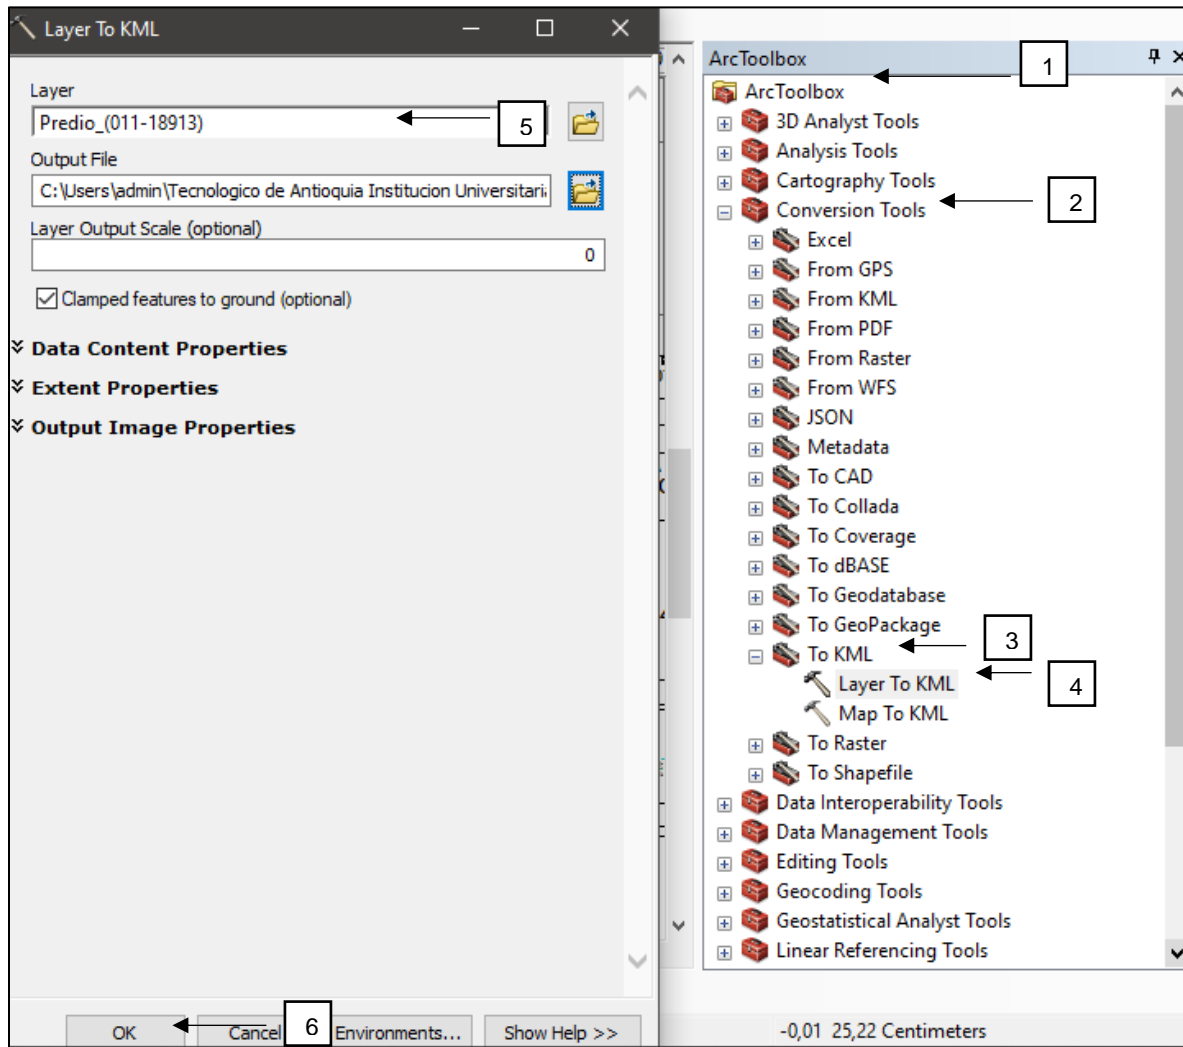 Layer To KML
Layer
Predio_(011-18913)
5
Output File
C:\Users\admin\Tecnologico de Antioquia Institucion Universitari
Layer Output Scale (optional)
0
Clamped features to ground (optional)
Data Content Properties
Extent Properties
Output Image Properties
OK
Cancel
6
Environments...
Show Help >>
ArcToolbox
1
ArcToolbox
3D Analyst Tools
Analysis Tools
Cartography Tools
Conversion Tools
2
Excel
From GPS
From KML
From PDF
From Raster
From WFS
JSON
Metadata
To CAD
To Collada
To Coverage
To dBASE
To Geodatabase
To GeoPackage
To KML
3
Layer To KML
4
Map To KML
To Raster
To Shapefile
Data Interoperability Tools
Data Management Tools
Editing Tools
Geocoding Tools
Geostatistical Analyst Tools
Linear Referencing Tools
-0,01 25,22 Centimeters